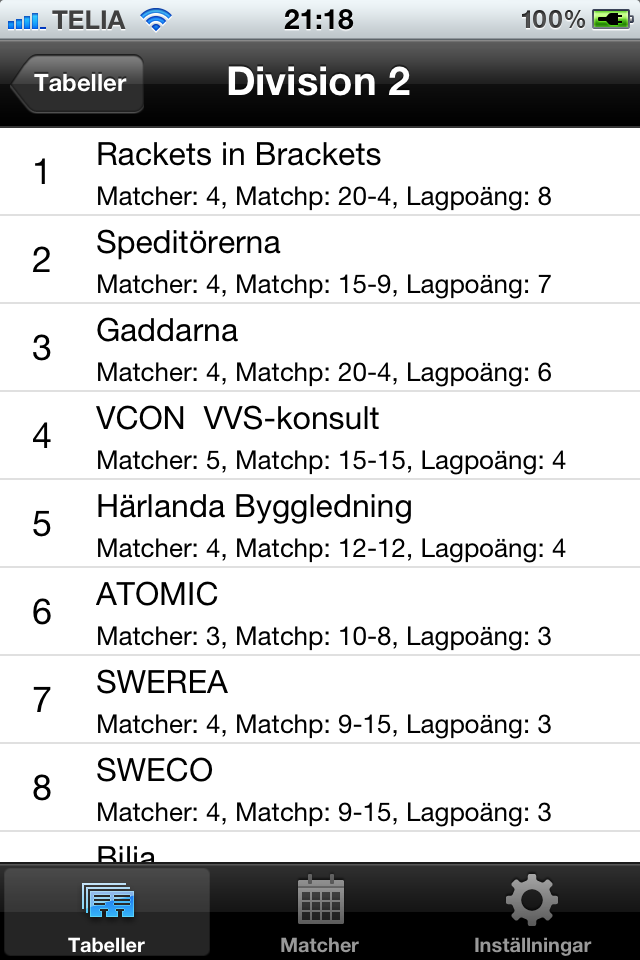 TELIA 21:18 100%
Tabeller Division 2
1 Rackets in Brackets
Matcher: 4, Matchp: 20-4, Lagpoäng: 8
2 Speditörerna
Matcher: 4, Matchp: 15-9, Lagpoäng: 7
3 Gaddarna
Matcher: 4, Matchp: 20-4, Lagpoäng: 6
4 VCON  VVS-konsult
Matcher: 5, Matchp: 15-15, Lagpoäng: 4
5 Härlanda Byggledning
Matcher: 4, Matchp: 12-12, Lagpoäng: 4
6 ATOMIC
Matcher: 3, Matchp: 10-8, Lagpoäng: 3
7 SWEREA
Matcher: 4, Matchp: 9-15, Lagpoäng: 3
8 SWECO
Matcher: 4, Matchp: 9-15, Lagpoäng: 3
Bilia
Tabeller Matcher Inställningar